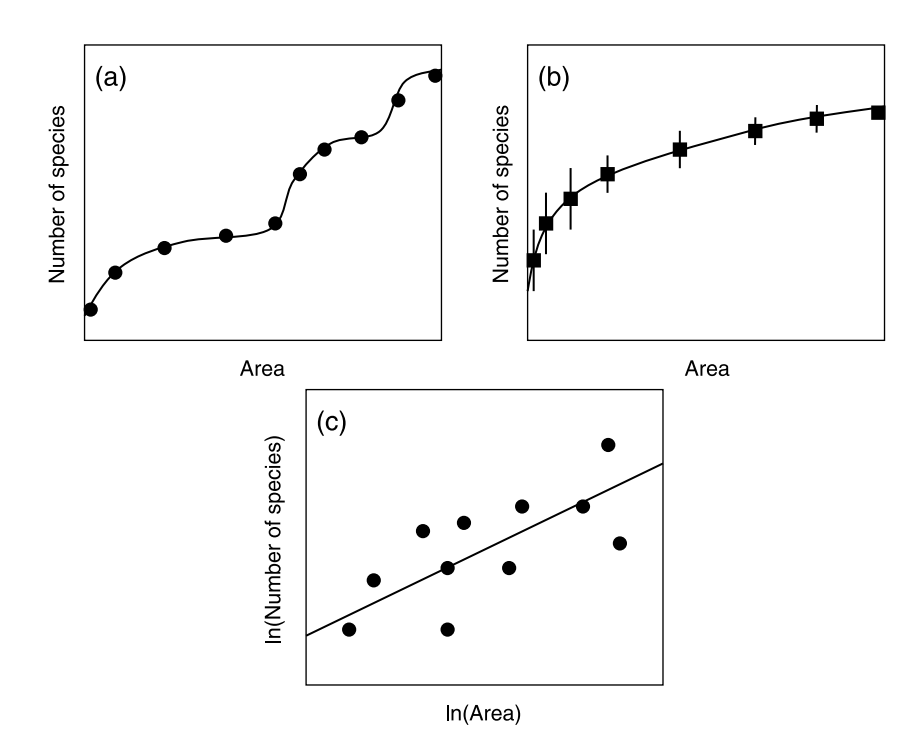 (a)
Number of species
Area
(b)
Number of species
Area
(c)
ln(Number of species)
ln(Area)